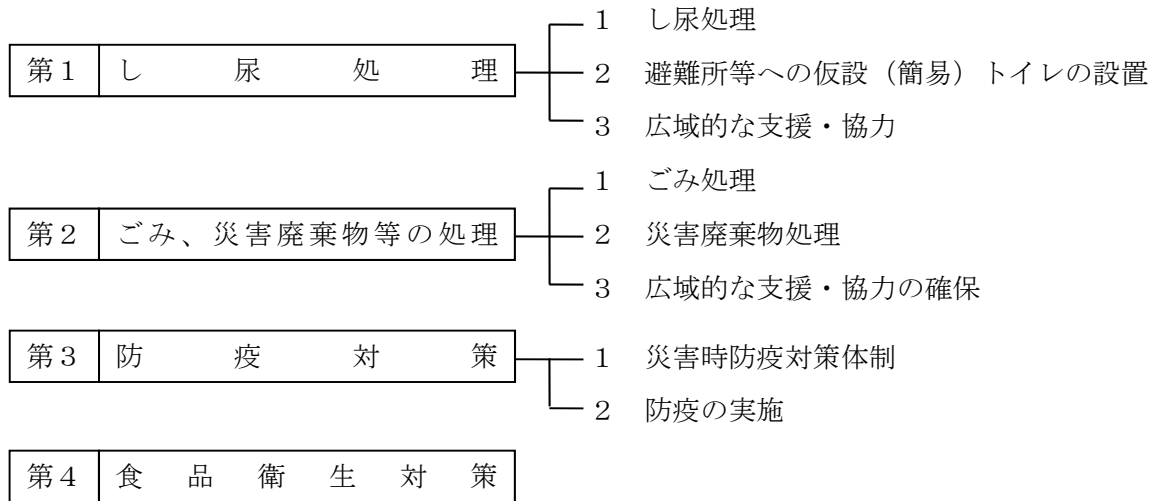 第１ し尿処理
１ し尿処理
２ 避難所等への仮設（簡易）トイレの設置
３ 広域的な支援・協力
第２ ごみ、災害廃棄物等の処理
１ ごみ処理
２ 災害廃棄物処理
３ 広域的な支援・協力の確保
第３ 防疫対策
１ 災害時防疫対策体制
２ 防疫の実施
第４ 食品衛生対策